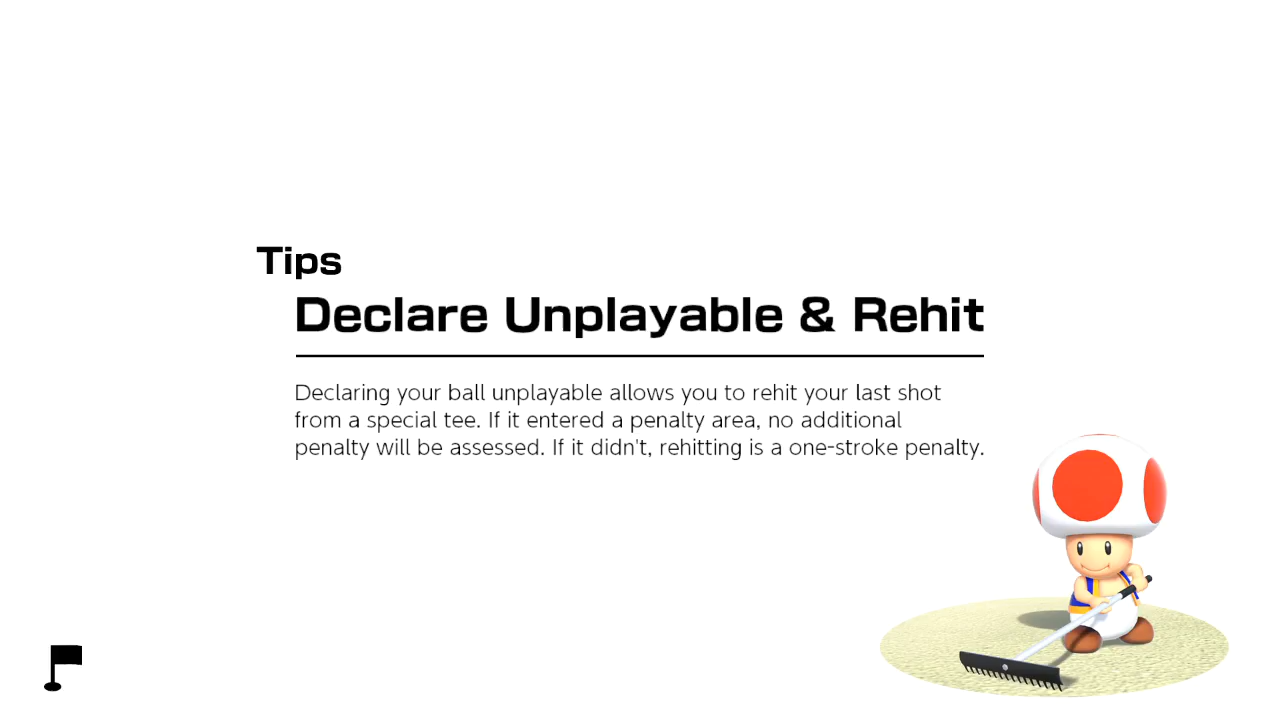 Tips
Declare Unplayable & Rehit
Declaring your ball unplayable allows you to rehit your last shot
from a special tee. If it entered a penalty area, no additional
penalty will be assessed. If it didn't, rehitting is a one-stroke penalty.